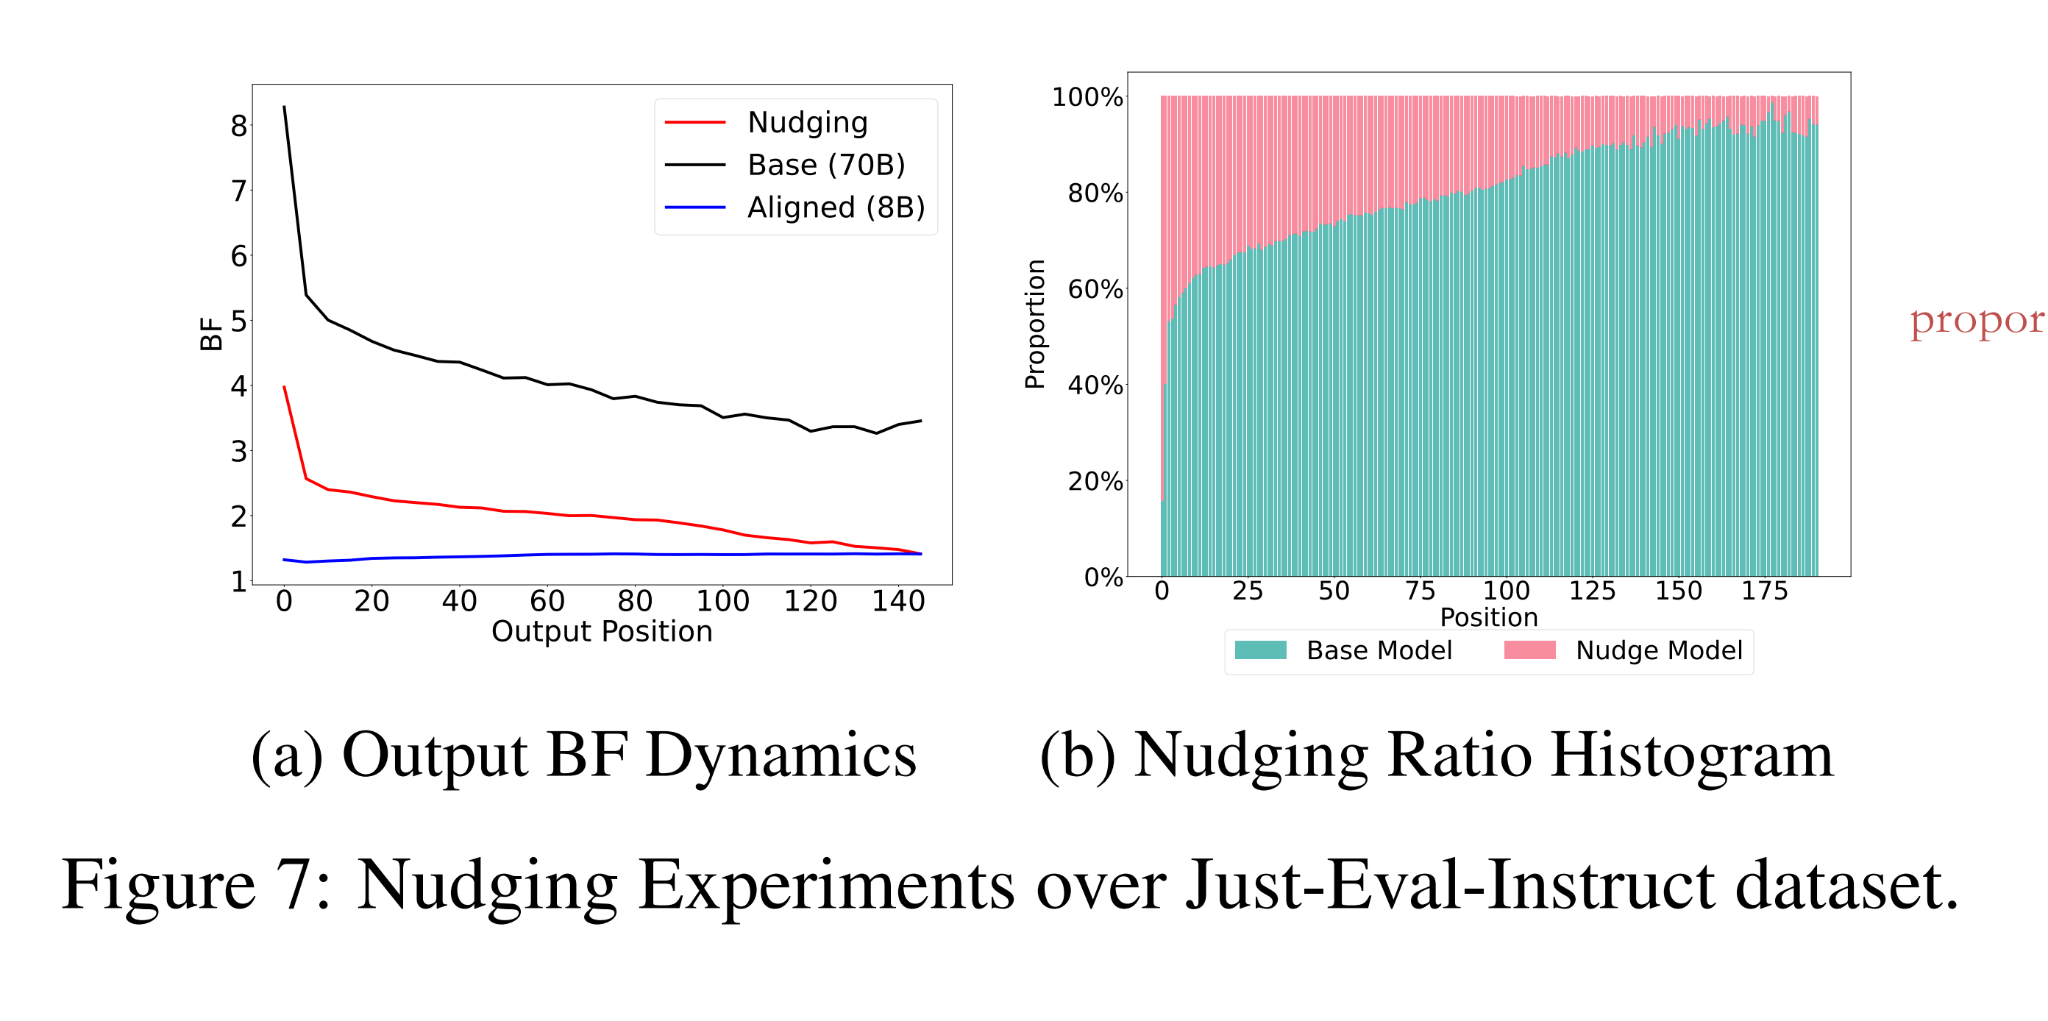 8
7
6
5
4
3
2
1
BF
Nudging
Base (70B)
Aligned (8B)
0 20 40 60 80 100 120 140
Output Position
(a) Output BF Dynamics
100%
80%
60%
40%
20%
0%
Proportion
0 25 50 75 100 125 150 175
Position
Base Model Nudge Model
(b) Nudging Ratio Histogram
propor
Figure 7: Nudging Experiments over Just-Eval-Instruct dataset.